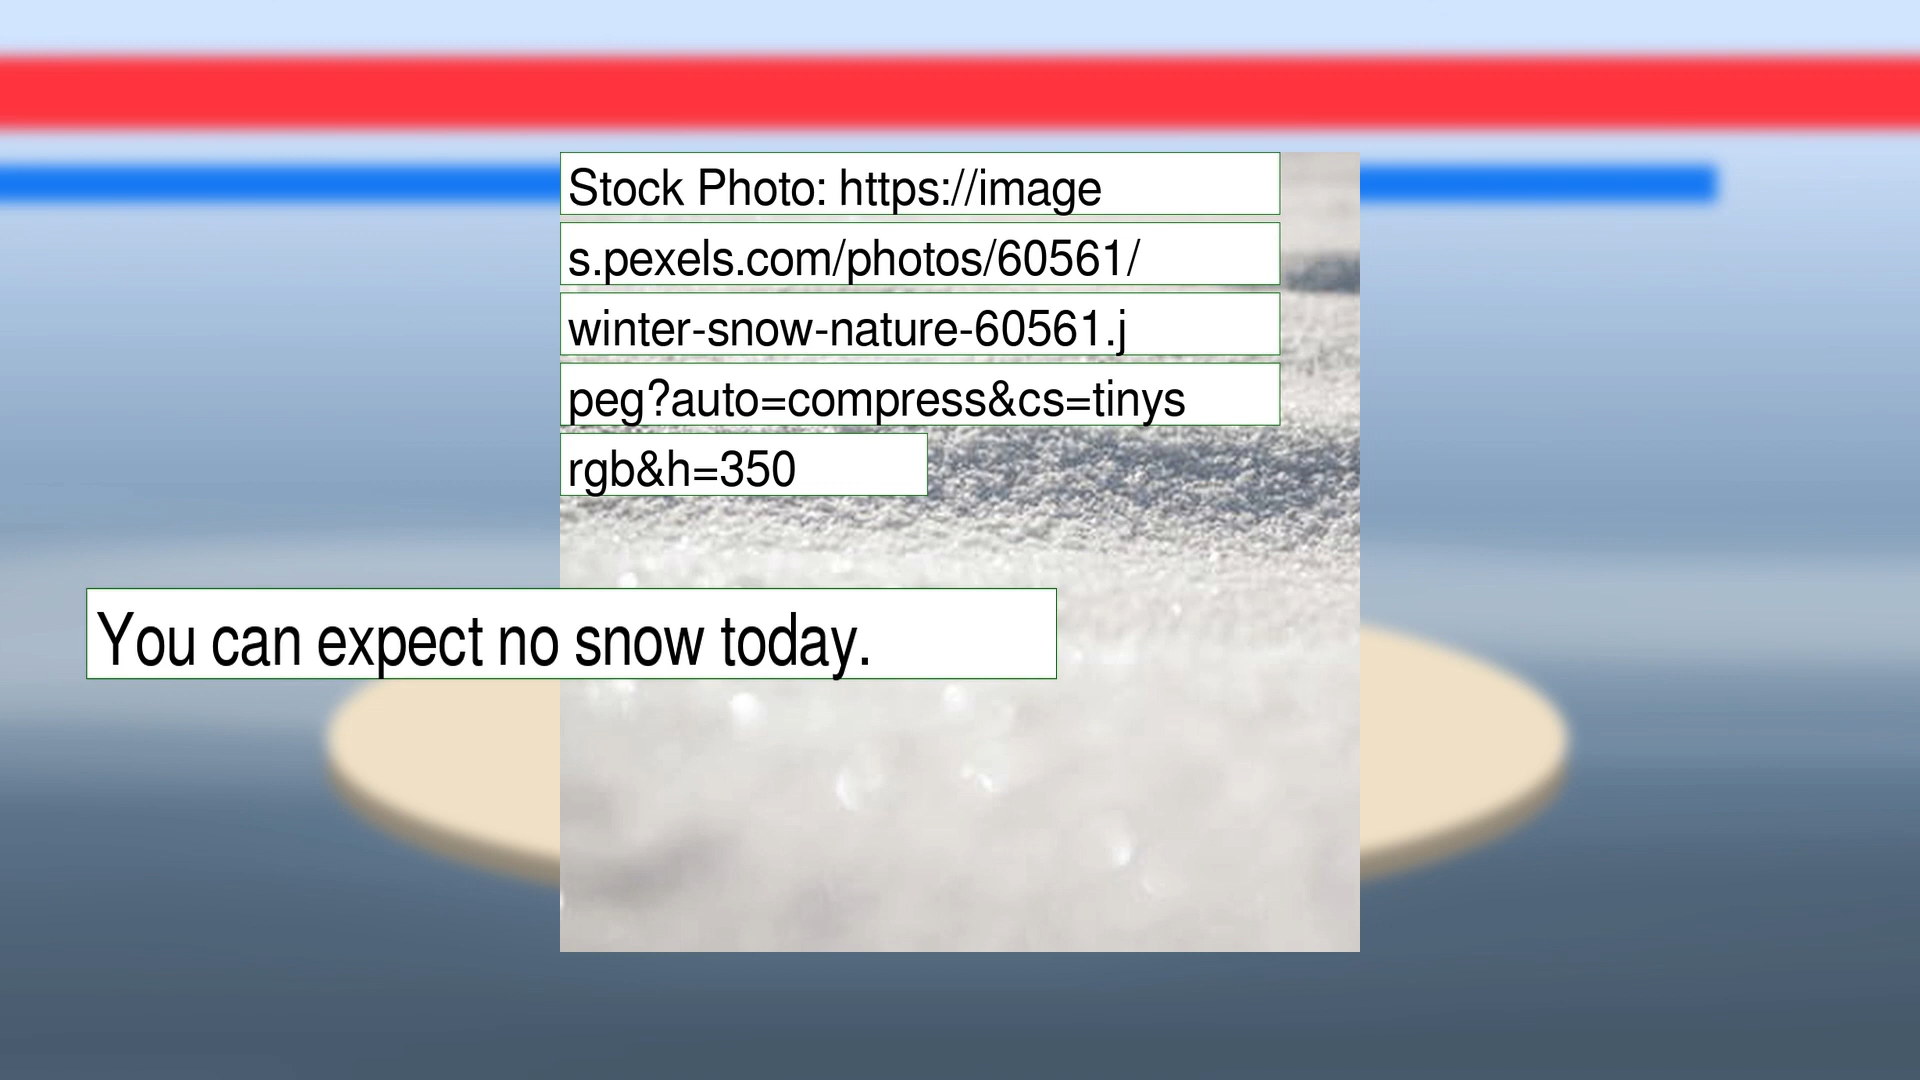 Stock Photo: https://image
s.pexels.com/photos/60561/
winter-snow-nature-60561.j
peg?auto=compress&cs=tinys
rgb&h=350
You can expect no snow today.